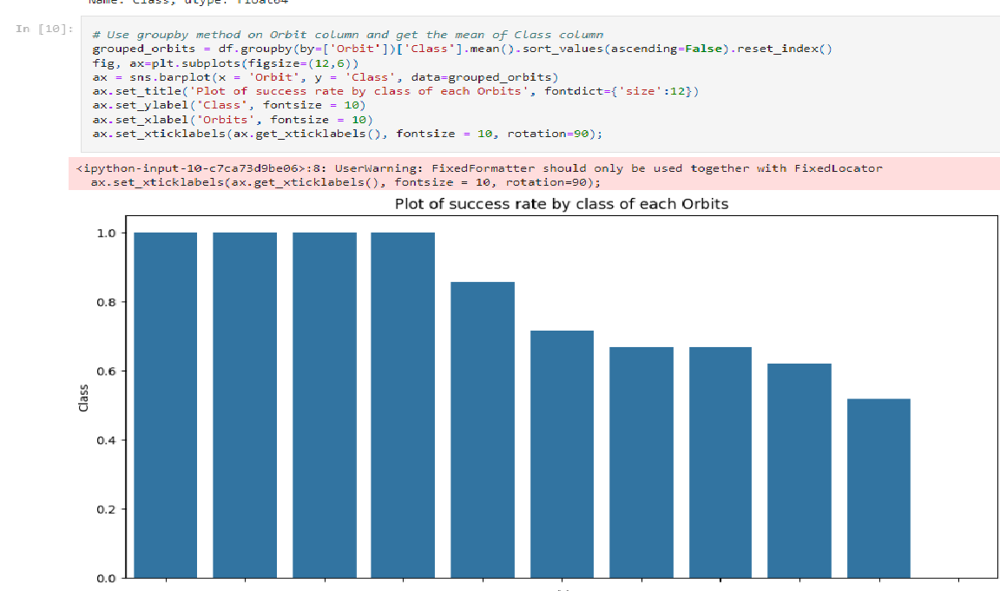 Name: Class, dtype: float64
In [10]:
# Use groupby method on Orbit column and get the mean of Class column
grouped_orbits = df.groupby(by=['Orbit'])['Class'].mean().sort_values(ascending=False).reset_index()
fig, ax=plt.subplots(figsize=(12,6))
ax = sns.barplot(x = 'Orbit', y = 'Class', data=grouped_orbits)
ax.set_title('Plot of success rate by class of each Orbits', fontdict={'size':12})
ax.set_ylabel('Class', fontsize = 10)
ax.set_xlabel('Orbits', fontsize = 10)
ax.set_xticklabels(ax.get_xticklabels(), fontsize = 10, rotation=90);
<ipython-input-10-c7ca73d9be06>:8: UserWarning: FixedFormatter should only be used together with FixedLocator
ax.set_xticklabels(ax.get_xticklabels(), fontsize = 10, rotation=90);
Plot of success rate by class of each Orbits
1.0
0.8
0.6
Class
0.4
0.2
0.0